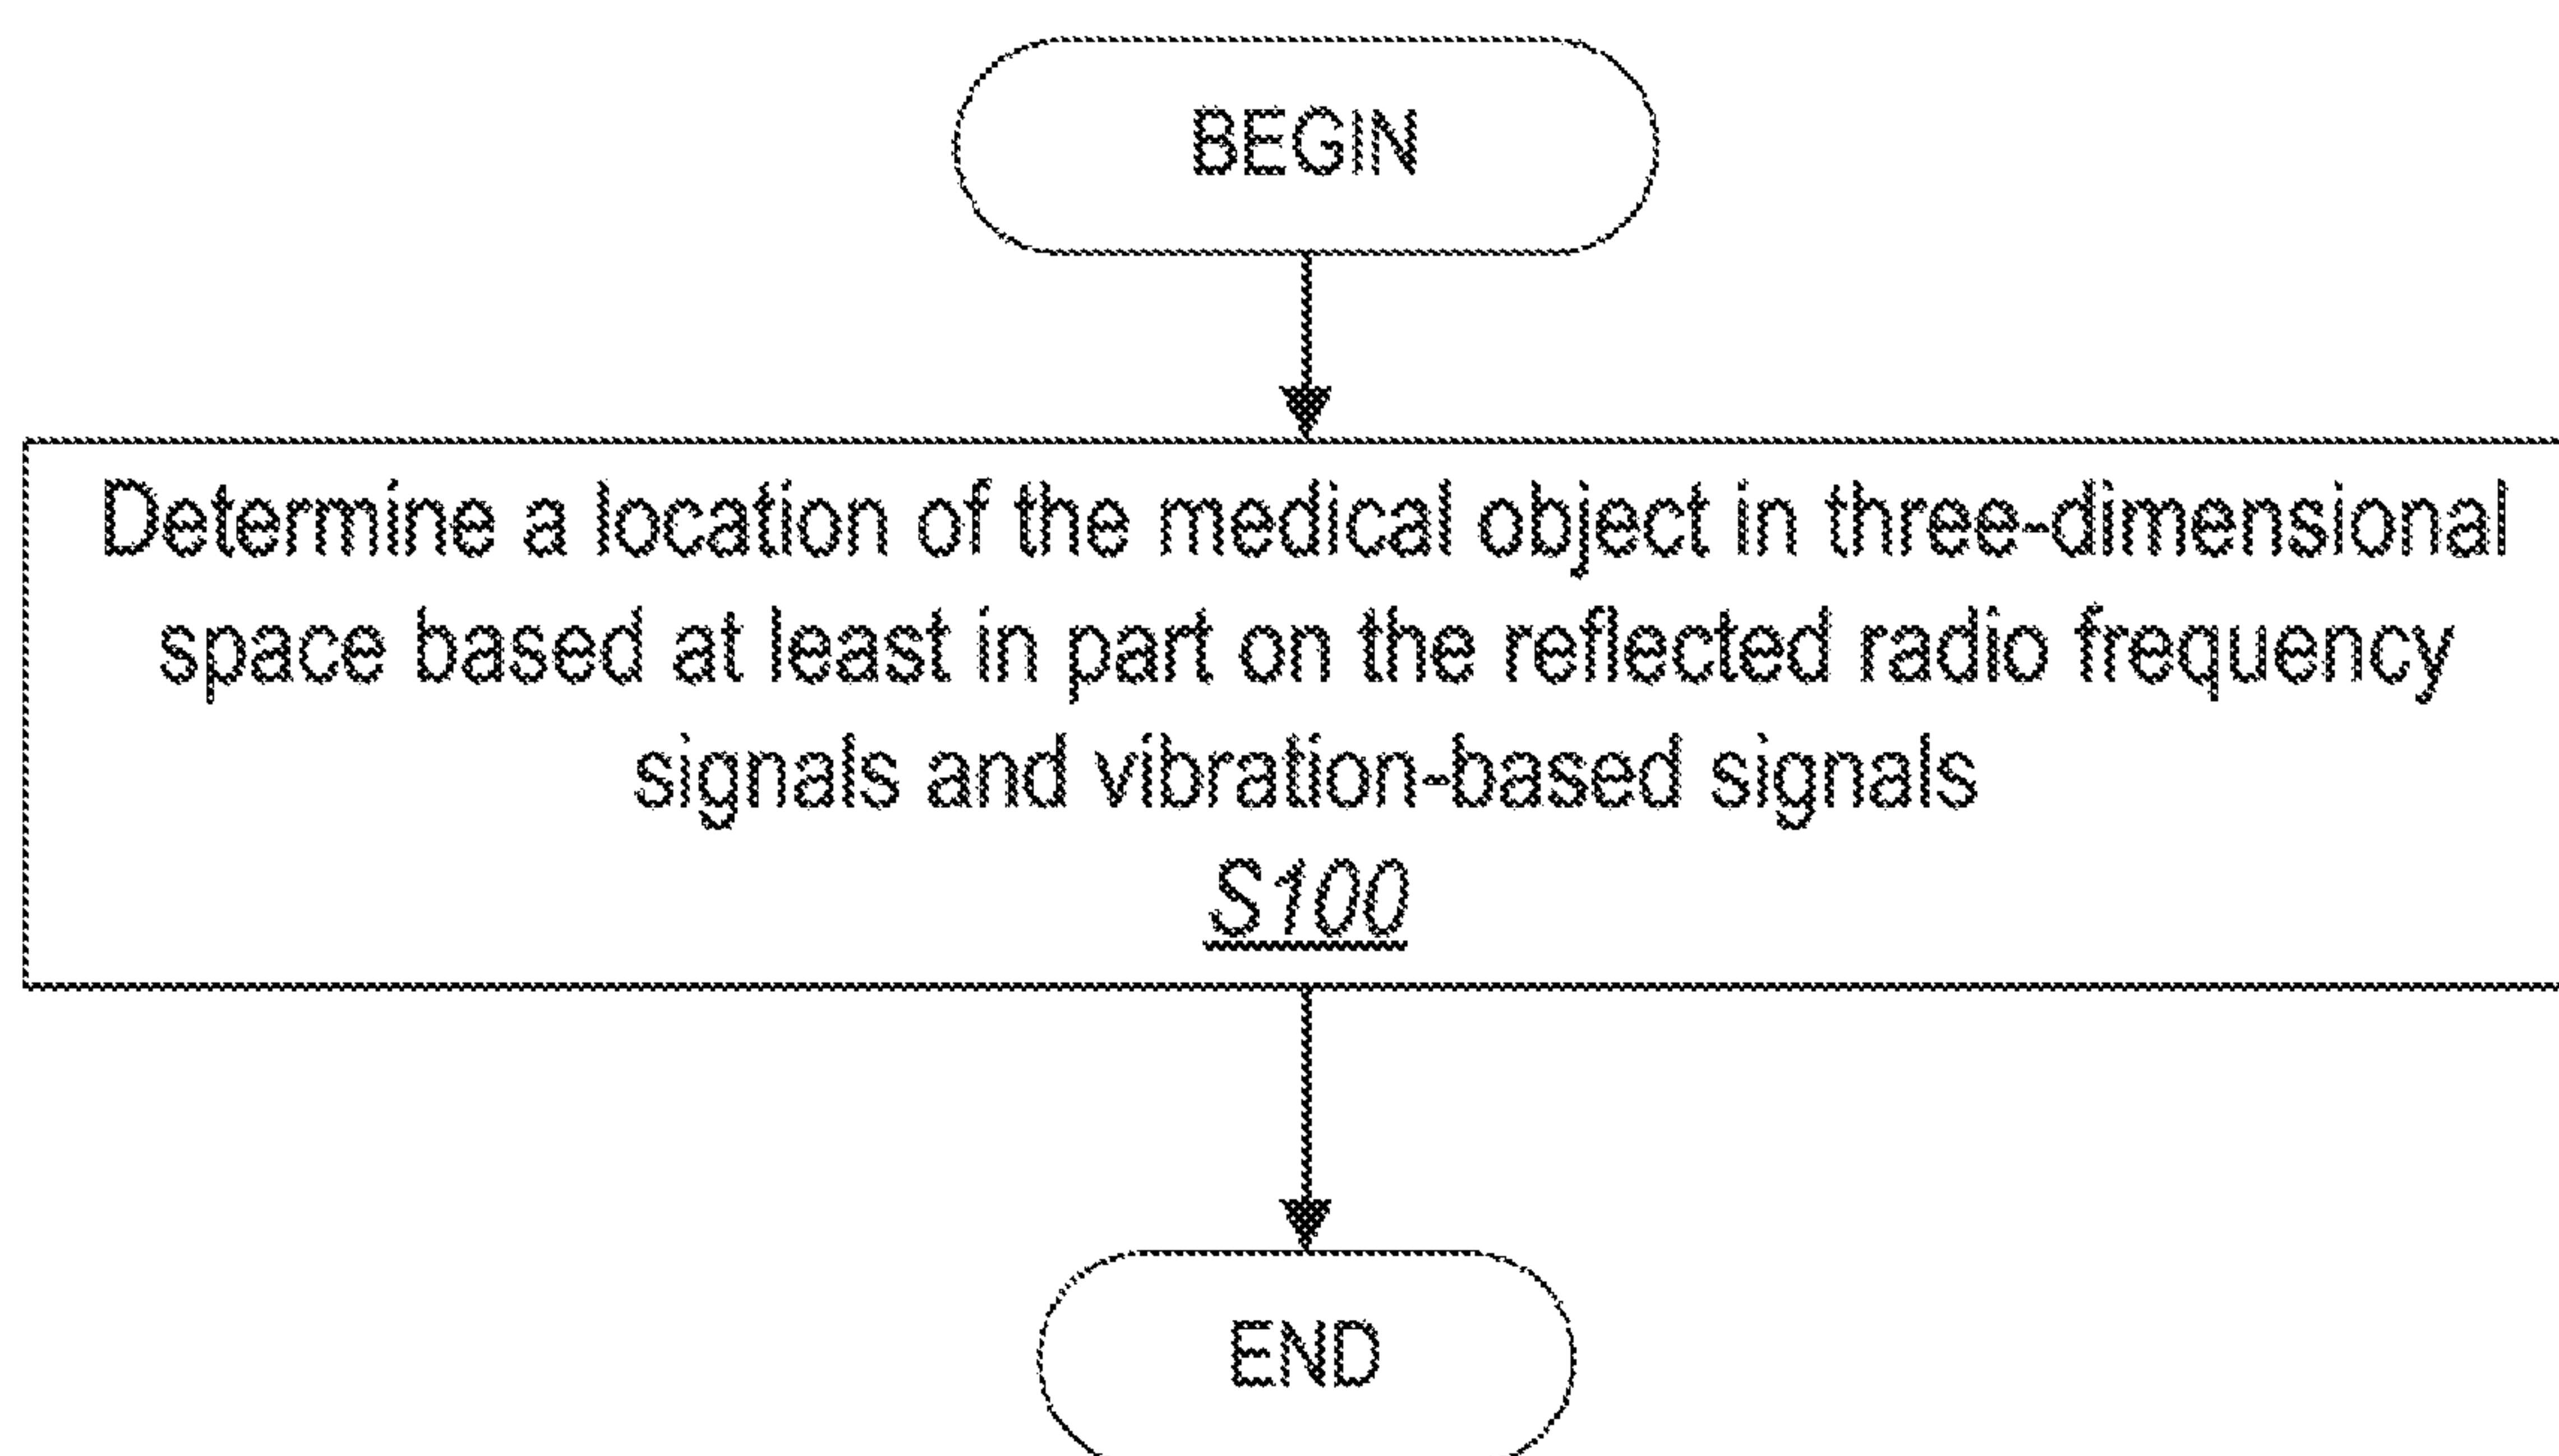 BEGIN
Determine a location of the medical object in three-dimensional
space based at least in part on the reflected radio frequency
signals and vibration-based signals
S100
END